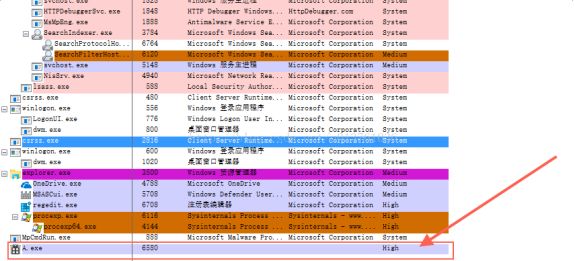 svchost.exe 1323 Windows 服务主进程 Microsoft Corporation System
HTTPDebuggerSvc.exe 1848 HTTP Debugger Windows... HttpDebugger.com System
MsMpEng.exe 1888 Antimalware Service E... Microsoft Corporation System
SearchIndexer.exe 3784 Microsoft Windows Sea... Microsoft Corporation System
SearchProtocolHo... 6764 Microsoft Windows Sea... Microsoft Corporation System
SearchFilterHost... 6120 Microsoft Windows Sea... Microsoft Corporation Medium
svchost.exe 5148 Windows 服务主进程 Microsoft Corporation Medium
NisSrv.exe 4940 Microsoft Network Rea... Microsoft Corporation System
lsass.exe 588 Local Security Author... Microsoft Corporation System
csrss.exe 480 Client Server Runtime... Microsoft Corporation System
winlogon.exe 556 Windows 登录应用程序 Microsoft Corporation System
LogonUI.exe 776 Windows Logon User In... Microsoft Corporation System
dwm.exe 800 桌面窗口管理器 Microsoft Corporation System
csrss.exe 2816 Client Server Runtime... Microsoft Corporation System
winlogon.exe 600 Windows 登录应用程序 Microsoft Corporation System
dwm.exe 1020 桌面窗口管理器 Microsoft Corporation System
explorer.exe 3500 Windows 资源管理器 Microsoft Corporation Medium
OneDrive.exe 4788 Microsoft OneDrive Microsoft Corporation Medium
MSASCui.exe 5708 Windows Defender User... Microsoft Corporation Medium
regedit.exe 6708 注册表编辑器 Microsoft Corporation High
procexp.exe 6116 Sysinternals Process ... Sysinternals - www.... High
procexp64.exe 4144 Sysinternals Process ... Sysinternals - www.... High
MpCmdRun.exe 888 Microsoft Malware Pro... Microsoft Corporation System
A.exe 6580 High